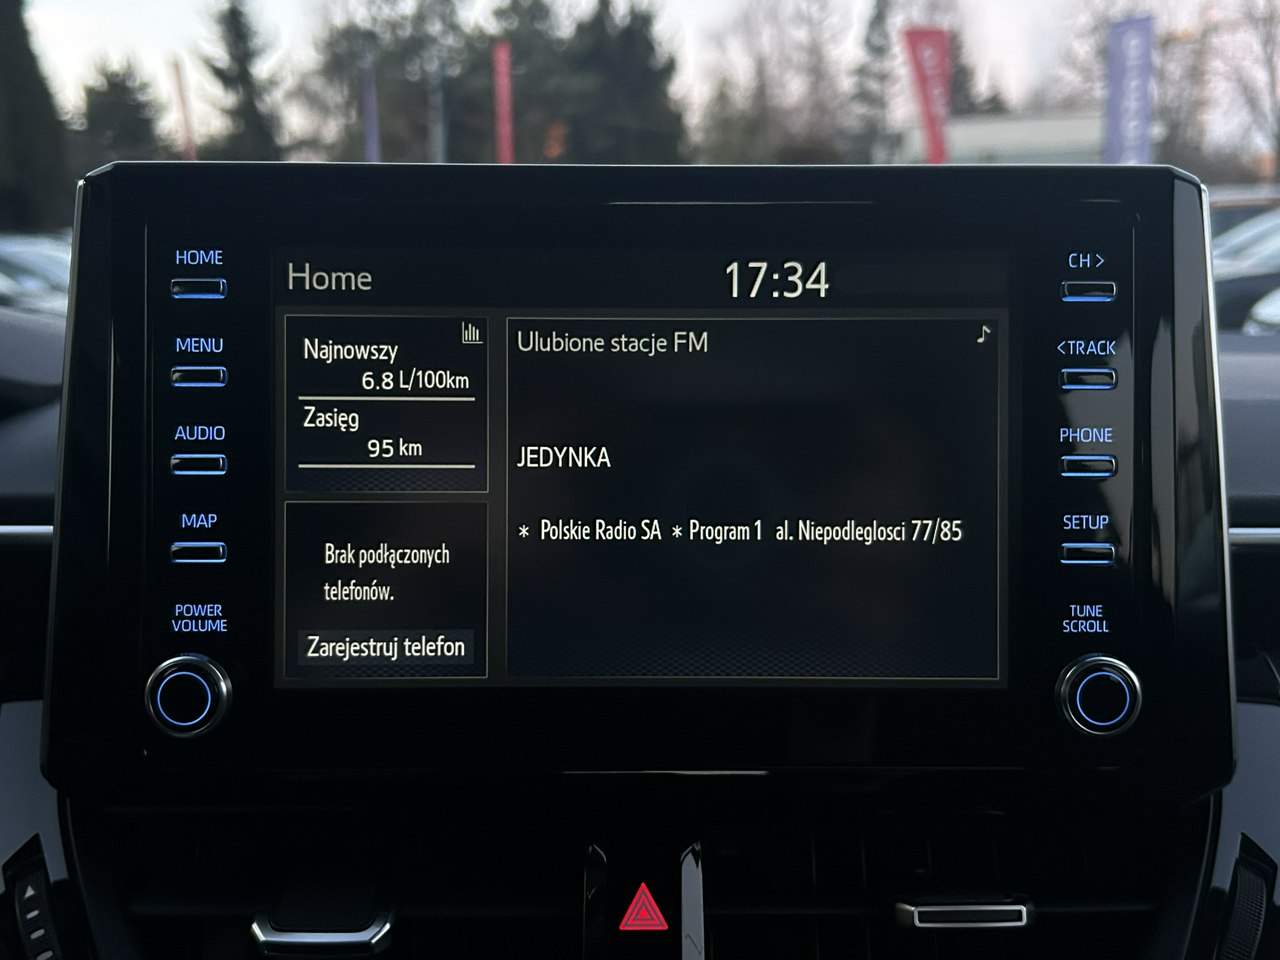 HOME
MENU
AUDIO
MAP
POWER
VOLUME
Home
17:34
Najnowszy
6.8 L/100km
Zasięg
95 km
Brak podłączonych
telefonów.
Zarejestruj telefon
Ulubione stacje FM
JEDYNKA
* Polskie Radio SA * Program 1 al. Niepodleglosci 77/85
CH >
<TRACK
PHONE
SETUP
TUNE
SCROLL